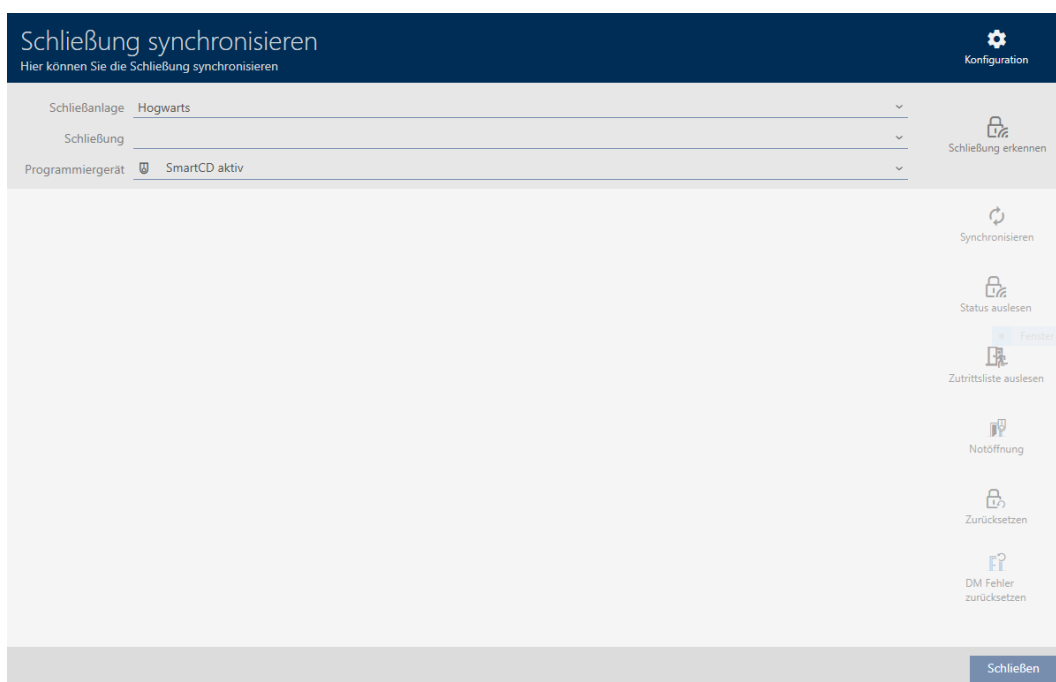 Schließung synchronisieren
Hier können Sie die Schließung synchronisieren
Konfiguration
Schließanlage Hogwarts
Schließung
Programmiergerät SmartCD aktiv
Schließung erkennen
Synchronisieren
Status auslesen
Fenster
Zutrittsliste auslesen
Notöffnung
Zurücksetzen
DM Fehler
zurücksetzen
Schließen